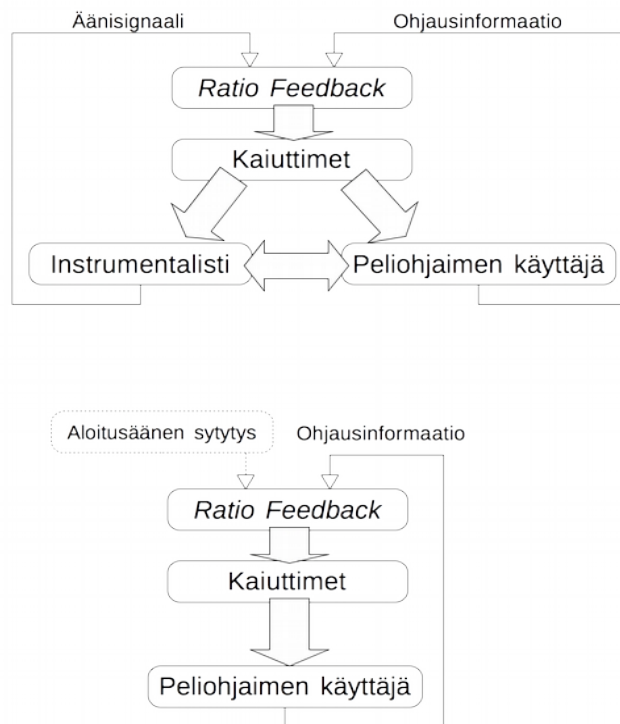 Äänisignaali
Ohjausinformaatio
Ratio Feedback
Kaiuttimet
Instrumentalisti
Peliohjaimen käyttäjä
Aloitusäänen sytytys
Ohjausinformaatio
Ratio Feedback
Kaiuttimet
Peliohjaimen käyttäjä